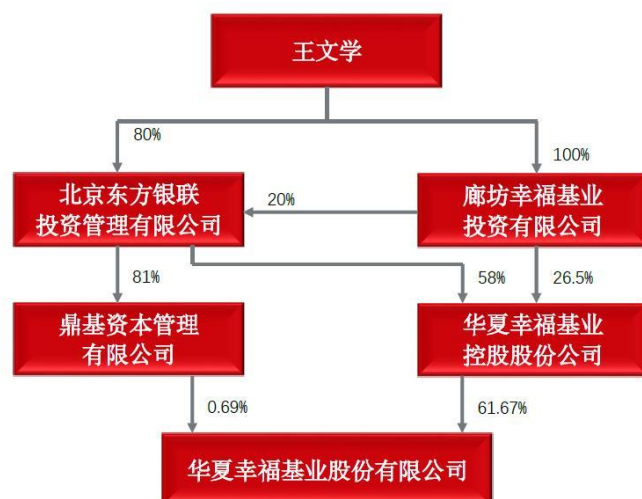 王文学
80%
100%
北京东方银联
投资管理有限公司
20%
廊坊幸福基业
投资有限公司
81%
58%
26.5%
鼎基资本管理
有限公司
华夏幸福基业
控股股份公司
0.69%
61.67%
华夏幸福基业股份有限公司